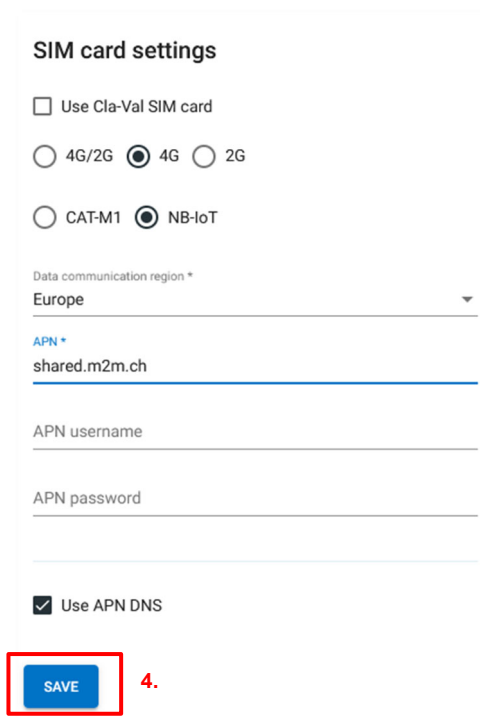 SIM card settings
Use Cla-Val SIM card
4G/2G 4G 2G
CAT-M1 NB-IoT
Data communication region *
Europe
APN *
shared.m2m.ch
APN username
APN password
Use APN DNS
SAVE 4.